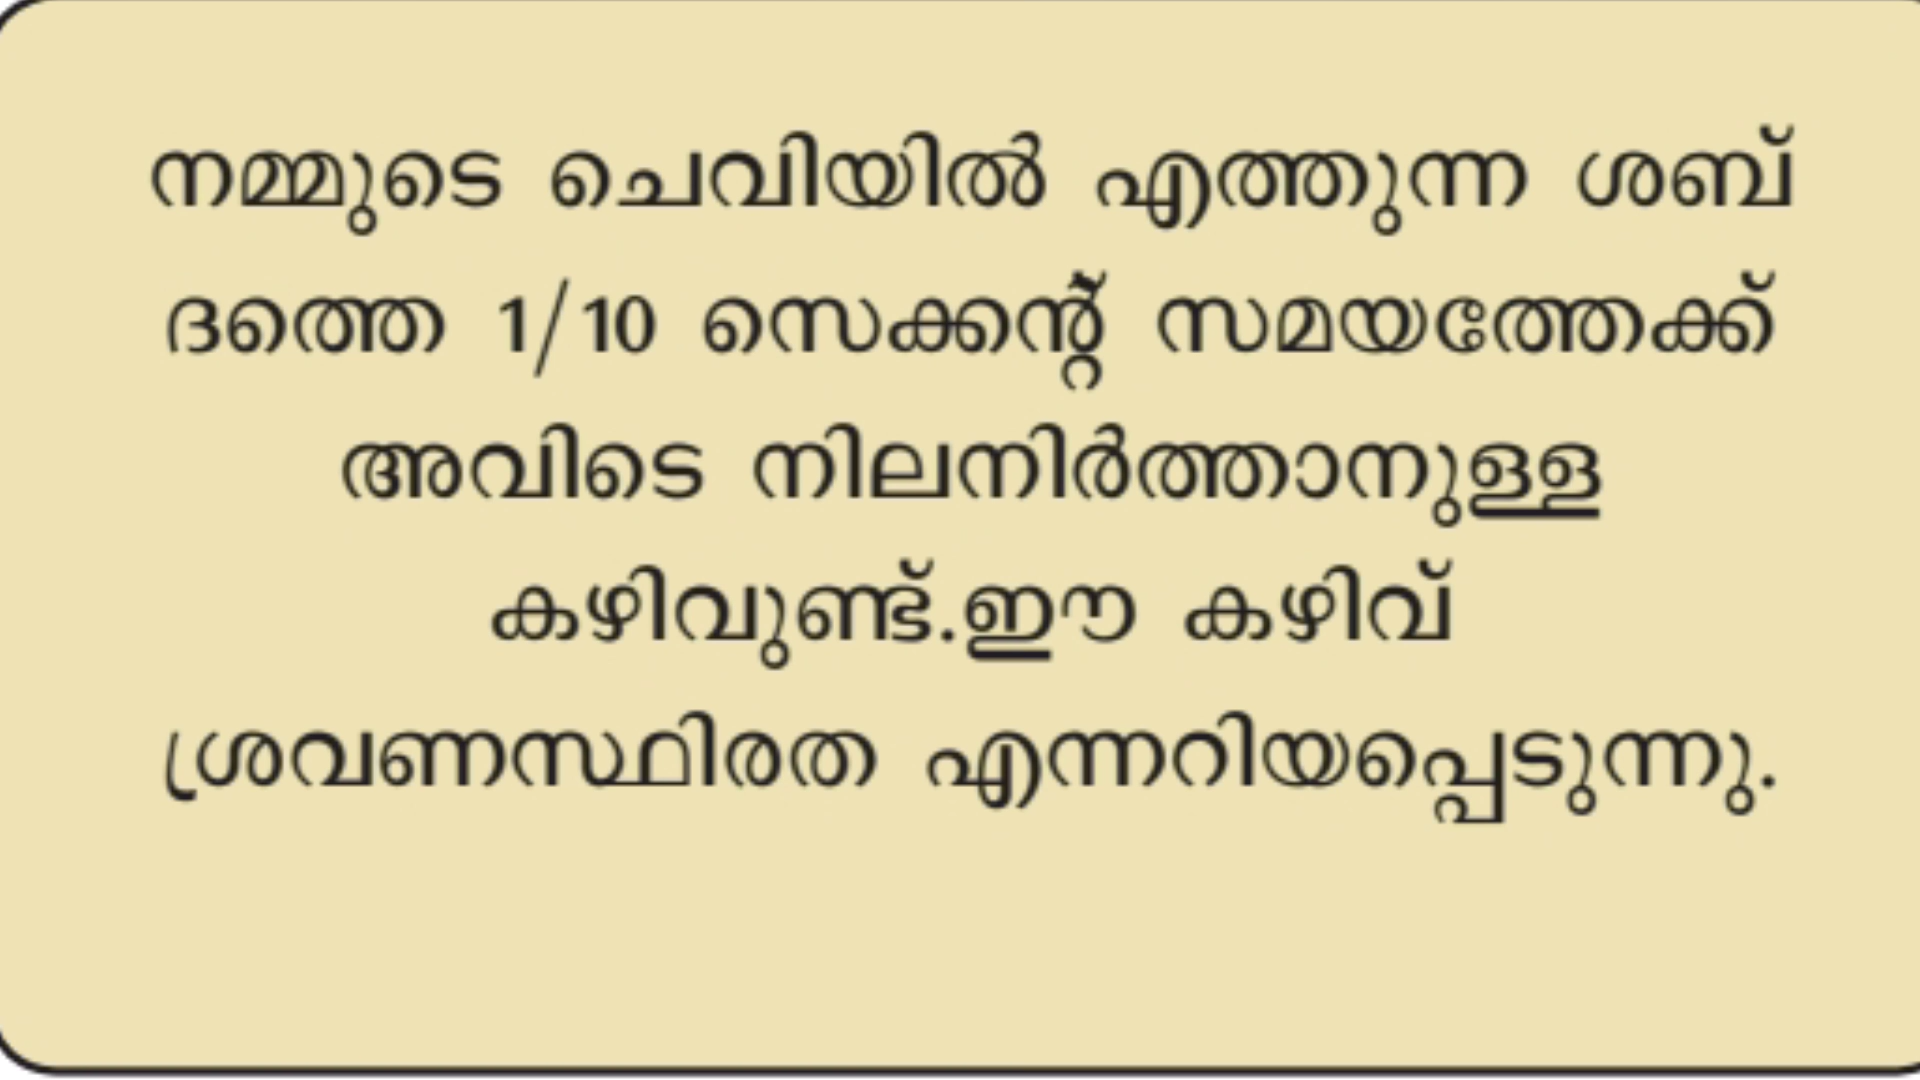 നമ്മുടെ ചെവിയിൽ എത്തുന്ന ശബ്
ദത്തെ 1/10 സെക്കന്റ് സമയത്തേക്ക്
അവിടെ നിലനിർത്താനുള്ള
കഴിവുണ്ട്.ഈ കഴിവ്
ശ്രവണസ്ഥിരത എന്നറിയപ്പെടുന്നു.